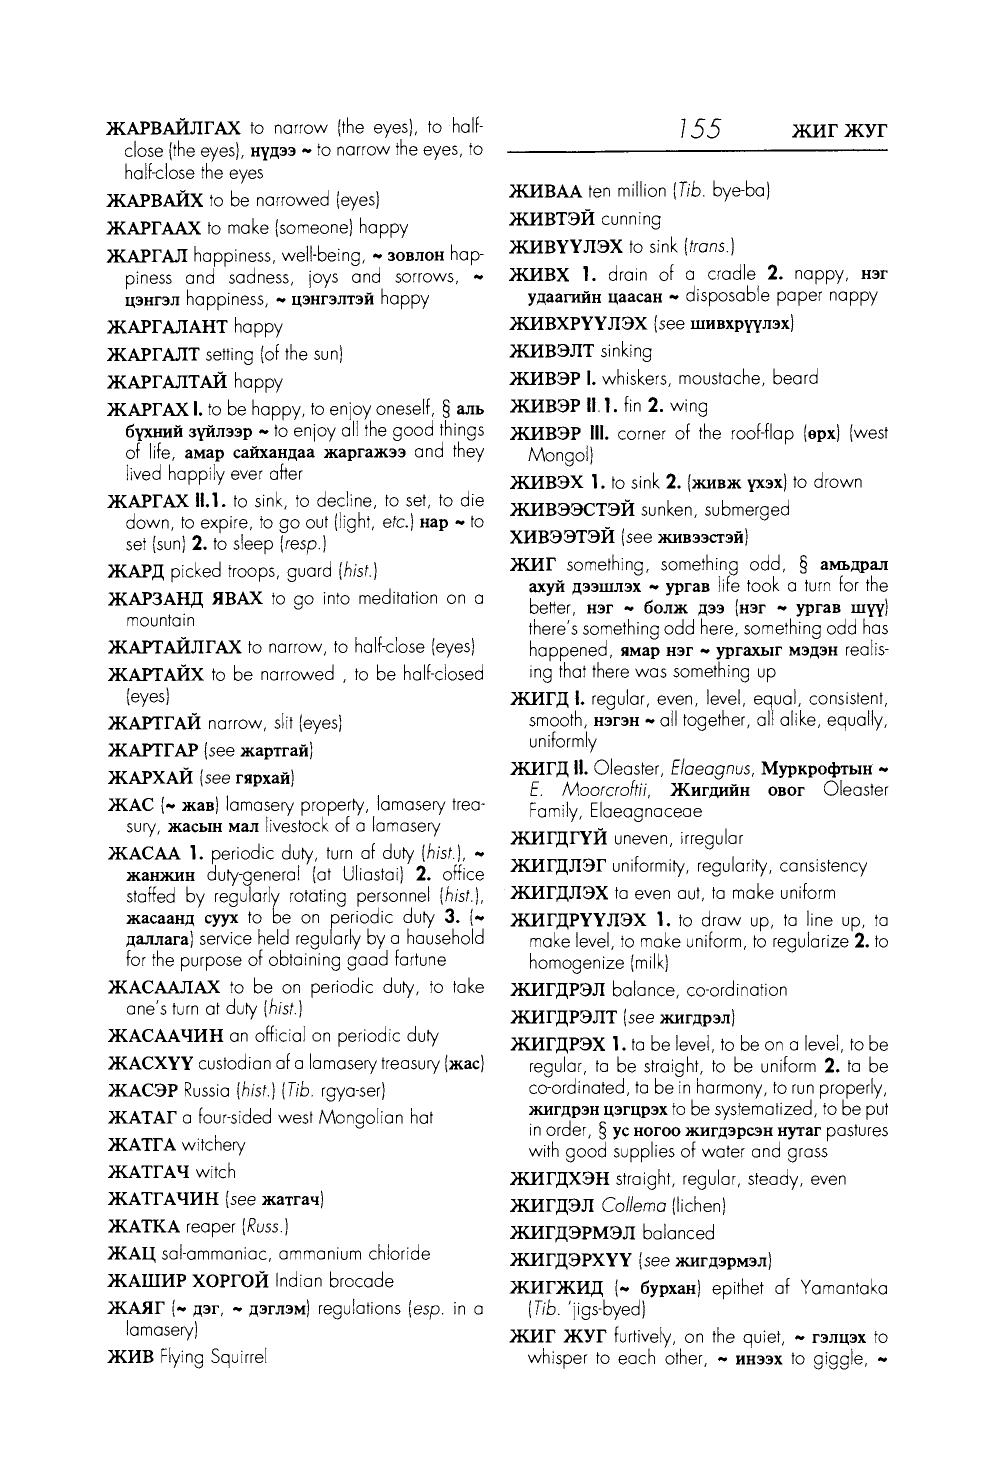 ЖАРВАЙЛГАХ to narrow (the eyes), to half-
close (the eyes), нүдээ ~ to narrow the eyes, to
half-close the eyes
ЖАРВАЙХ to be narrowed (eyes)
ЖАРГААХ to make (someone) happy
ЖАРГАЛ happiness, well-being, ~ зовлон hap-
piness and sadness, joys and sorrows, ~
цэнгэл happiness, ~ цэнгэлтэй happy
ЖАРГАЛАНТ happy
ЖАРГАЛТ setting (of the sun)
ЖАРГАЛТАЙ happy
ЖАРГАХ I. to be happy, to enjoy oneself, § аль
бүхний зүйлээр ~ to enjoy all the good things
of life, амар сайхандаа жаргажээ and they
lived happily ever after
ЖАРГАХ II.1. to sink, to decline, to set, to die
down, to expire, to go out (light, etc.) нар ~ to
set (sun) 2. to sleep (resp.)
ЖАРД picked troops, guard (hist.)
ЖАРЗАНД ЯВАХ to go into meditation on a
mountain
ЖАРТАЙЛГАХ to narrow, to half-close (eyes)
ЖАРТАЙХ to be narrowed , to be half-closed
(eyes)
ЖАРТГАЙ narrow, slit (eyes)
ЖАРТГАР (see жартгай)
ЖАРХАЙ (see гярхай)
ЖАС (~ жав) lamasery property, lamasery trea-
sury, жасын мал livestock of a lamasery
ЖАСАА 1. periodic duty, turn of duty (hist.), ~
жанжин duty-general (at Uliastai) 2. office
staffed by regularly rotating personnel (hist.),
жасаанд суух to be on periodic duty 3. (~
даллага) service held regularly by a household
for the purpose of obtaining gaad fartune
ЖАСААЛАХ to be on periodic duty, to take
ane's turn at duty (hist.)
ЖАСААЧИН an official on periodic duty
ЖАСХҮҮ custodian af a lamasery treasury (жас)
ЖАСЭР Russia (hist.) (Tib. rgya-ser)
ЖАТАГ a four-sided west Mongolian hat
ЖАТГА witchery
ЖАТГАЧ witch
ЖАТГАЧИН (see жатгач)
ЖАТКА reaper (Russ.)
ЖАЦ sal-ammaniac, ammanium chloride
ЖАШИР ХОРГОЙ Indian brocade
ЖАЯГ (~ дэг, ~ дэглэм) regulations (esp. in a
lamasery)
ЖИВ Flying Squirrel
155 ЖИГ ЖУГ
ЖИВАА ten million (Tib. bye-ba)
ЖИВТЭЙ cunning
ЖИВҮҮЛЭХ to sink (trans.)
ЖИВХ 1. drain of a cradle 2. nappy, нэг
удаагийн цаасан ~ disposable paper nappy
ЖИВХРҮҮЛЭХ (see шивхрүүлэх)
ЖИВЭЛТ sinking
ЖИВЭР I. whiskers, moustache, beard
ЖИВЭР II.1. fin 2. wing
ЖИВЭР III. corner of the roof-flap (өрх) (west
Mongol)
ЖИВЭХ 1. to sink 2. (живж үхэх) to drown
ЖИВЭЭСТЭЙ sunken, submerged
ХИВЭЭТЭЙ (see живээстэй)
ЖИГ something, something odd, § амьдрал
ахуй дээшлэх ~ ургав life took a turn for the
better, нэг ~ болж дээ (нэг ~ ургав шүү)
there's something odd here, something odd has
happened, ямар нэг ~ ургахыг мэдэн realis-
ing that there was something up
ЖИГД I. regular, even, level, equal, consistent,
smooth, нэгэн ~ all together, all alike, equally,
uniformly
ЖИГД II. Oleaster, Elaeagnus, Муркрофтын ~
E. Moorcroftii, Жигдийн овог Oleaster
Family, Elaeagnaceae
ЖИГДГҮЙ uneven, irregular
ЖИГДЛЭГ uniformity, regularity, cansistency
ЖИГДЛЭХ ta even aut, ta make uniform
ЖИГДРҮҮЛЭХ 1. to draw up, ta line up, ta
make level, to make uniform, to regularize 2. to
homogenize (milk)
ЖИГДРЭЛ balance, co-ordination
ЖИГДРЭЛТ (see жигдрэл)
ЖИГДРЭХ 1. ta be level, to be on a level, to be
regular, ta be straight, to be uniform 2. ta be
co-ordinated, ta be in harmony, to run properly,
жигдрэн цэгцрэх to be systematized, to be put
in order, § ус ногоо жигдэрсэн нутаг pastures
with good supplies of water and grass
ЖИГДХЭН straight, regular, steady, even
ЖИГДЭЛ Collema (lichen)
ЖИГДЭРМЭЛ balanced
ЖИГДЭРХҮҮ (see жигдэрмэл)
ЖИГЖИД (~ бурхан) epithet af Yamantaka
(Tib. 'jigs-byed)
ЖИГ ЖУГ furtively, on the quiet, ~ гэлцэх to
whisper to each other, ~ инээх to giggle, ~